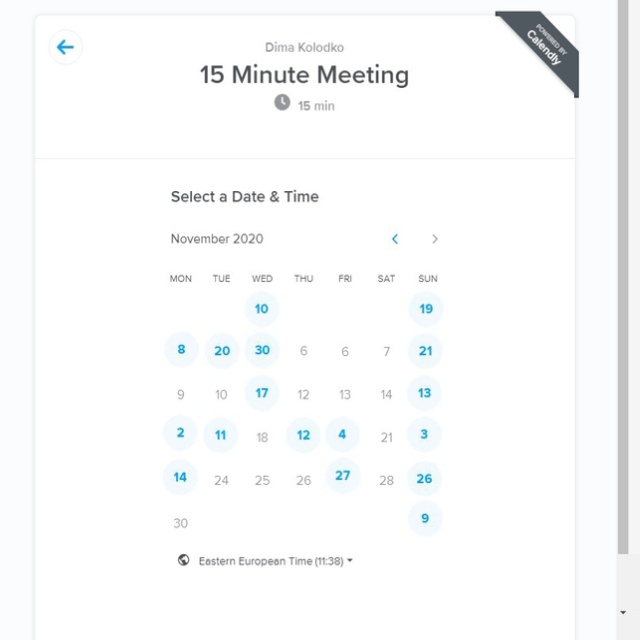 Dima Kolodko
15 Minute Meeting
15 min
POWERED BY
Calendly
Select a Date & Time
November 2020
MON TUE WED THU FRI SAT SUN
10 19
8 20 30 6 6 7 21
9 10 17 12 13 14 13
2 11 18 12 4 21 3
14 24 25 26 27 28 26
30 9
Eastern European Time (11:38)